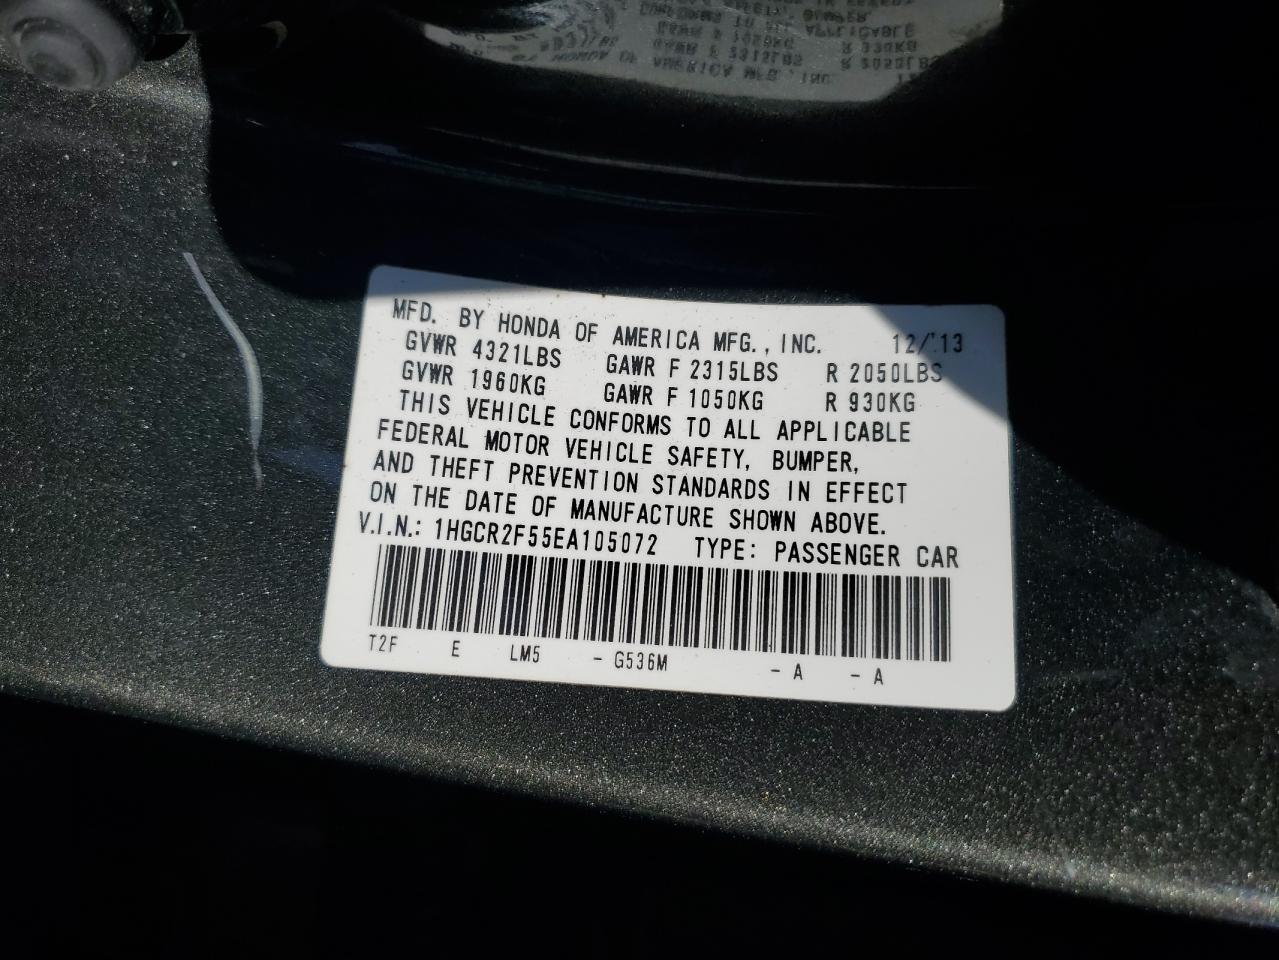 MFD. BY HONDA OF AMERICA MFG., INC. 12/'13
GVWR 4321LBS GAWR F 2315LBS R 2050LBS
GVWR 1960KG GAWR F 1050KG R 930KG
THIS VEHICLE CONFORMS TO ALL APPLICABLE
FEDERAL MOTOR VEHICLE SAFETY, BUMPER,
AND THEFT PREVENTION STANDARDS IN EFFECT
ON THE DATE OF MANUFACTURE SHOWN ABOVE.
V.I.N.: 1HGCR2F55EA105072 TYPE: PASSENGER CAR
T2F E LM5 - G536M - A - A